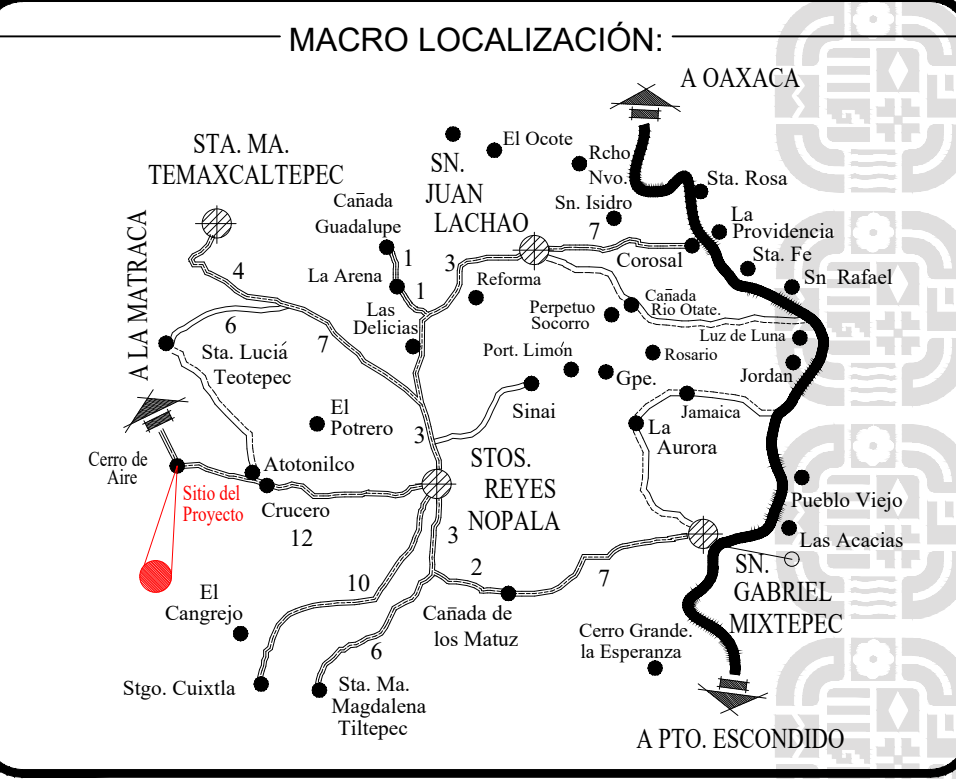 MACRO LOCALIZACIÓN:
A OAXACA
STA. MA.
TEMAXCALTEPEC
El Ocote
SN.
JUAN
LACHAO
Rcho.
Nvo.
Sn. Isidro
Sta. Rosa
La
Providencia
Sta. Fe
Sn Rafael
Cañada
Guadalupe
La Arena
1
1
3
7
Corosal
Reforma
Las
Delicias
Perpetuo
Socorro
Cañada
Rio Otate.
Luz de Luna
Jordan
A LA MATRACA
4
6
7
Sta. Luciá
Teotepec
Port. Limón
Rosario
Gpe.
Sinai
Jamaica
La
Aurora
El
Potrero
3
Cerro de
Aire
Atotonilco
Crucero
12
Sitio del
Proyecto
STOS.
REYES
NOPALA
Pueblo Viejo
Las Acacias
3
2
7
10
6
SN.
GABRIEL
MIXTEPEC
El
Cangrejo
Cañada de
los Matuz
Cerro Grande.
la Esperanza
Stgo. Cuixtla
Sta. Ma.
Magdalena
Tiltepec
A PTO. ESCONDIDO